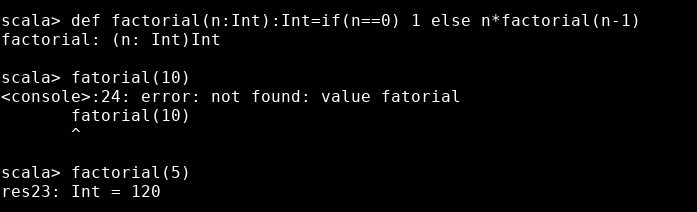 scala> def factorial(n:Int):Int=if(n==0) 1 else n*factorial(n-1)
factorial: (n: Int)Int
scala> fatorial(10)
<console>:24: error: not found: value fatorial
       fatorial(10)
       ^
scala> factorial(5)
res23: Int = 120